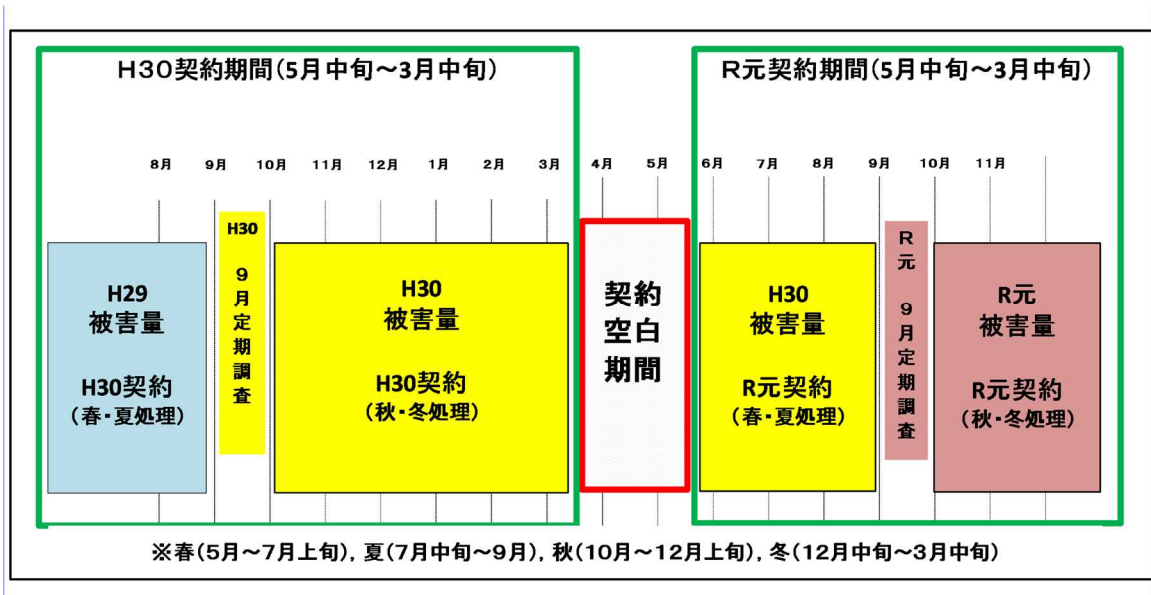 H30契約期間(5月中旬～3月中旬)
R元契約期間(5月中旬～3月中旬)
8月 9月 10月 11月 12月 1月 2月 3月 4月 5月 6月 7月 8月 9月 10月 11月
H29
被害量
H30契約
(春・夏処理)
H30
9月定期調査
H30
被害量
H30契約
(秋・冬処理)
契約
空白
期間
H30
被害量
R元契約
(春・夏処理)
R元
9月定期調査
R元
被害量
R元契約
(秋・冬処理)
※春(5月～7月上旬),夏(7月中旬～9月),秋(10月～12月上旬),冬(12月中旬～3月中旬)